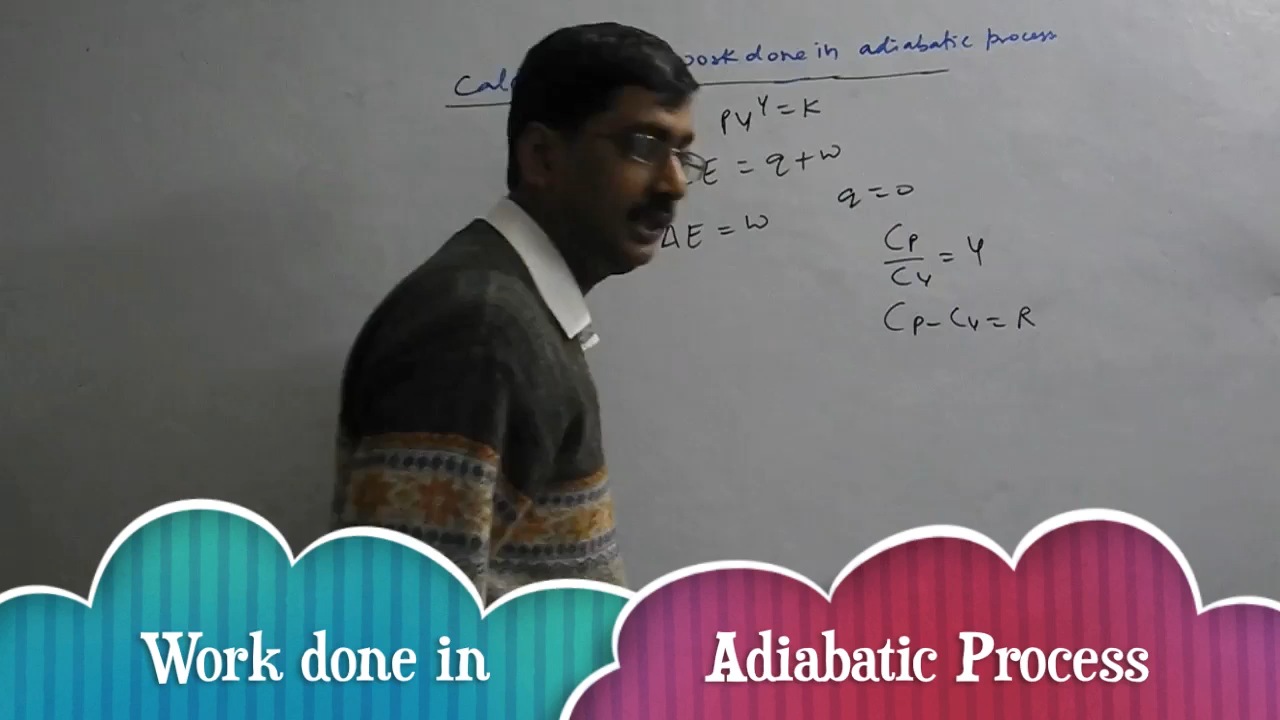 Cal ork done in adiabatic process
PV^γ = K
E = q + w
q = 0
ΔE = w
Cp/Cv = γ
Cp - Cv = R
Work done in Adiabatic Process